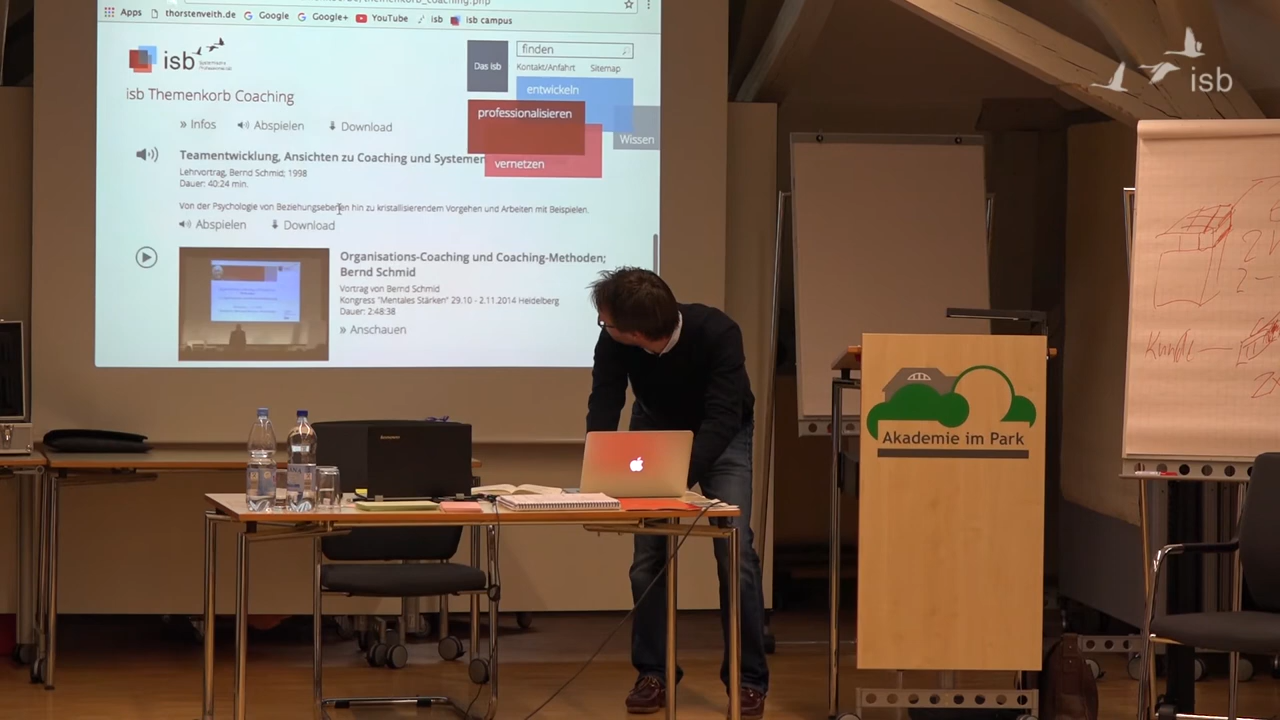 themenkorb_coaching.php
Apps thorstenveith.de Google Google+ YouTube isb isb campus
isb
finden
Das isb
Kontakt/Anfahrt Sitemap
entwickeln
isb Themenkorb Coaching
professionalisieren
Wissen
vernetzen
» Infos Abspielen Download
Teamentwicklung, Ansichten zu Coaching und Systemen
Lehrvortrag, Bernd Schmid, 1998
Dauer: 40:24 min.
Von der Psychologie von Beziehungsebenen hin zu kristallisierendem Vorgehen und Arbeiten mit Beispielen.
Abspielen Download
Organisations-Coaching und Coaching-Methoden;
Bernd Schmid
Vortrag von Bernd Schmid
Kongress "Mentales Stärken" 29.10 - 2.11.2014 Heidelberg
Dauer: 2:48:38
» Anschauen
isb
Kunde
Akademie im Park
lenovo